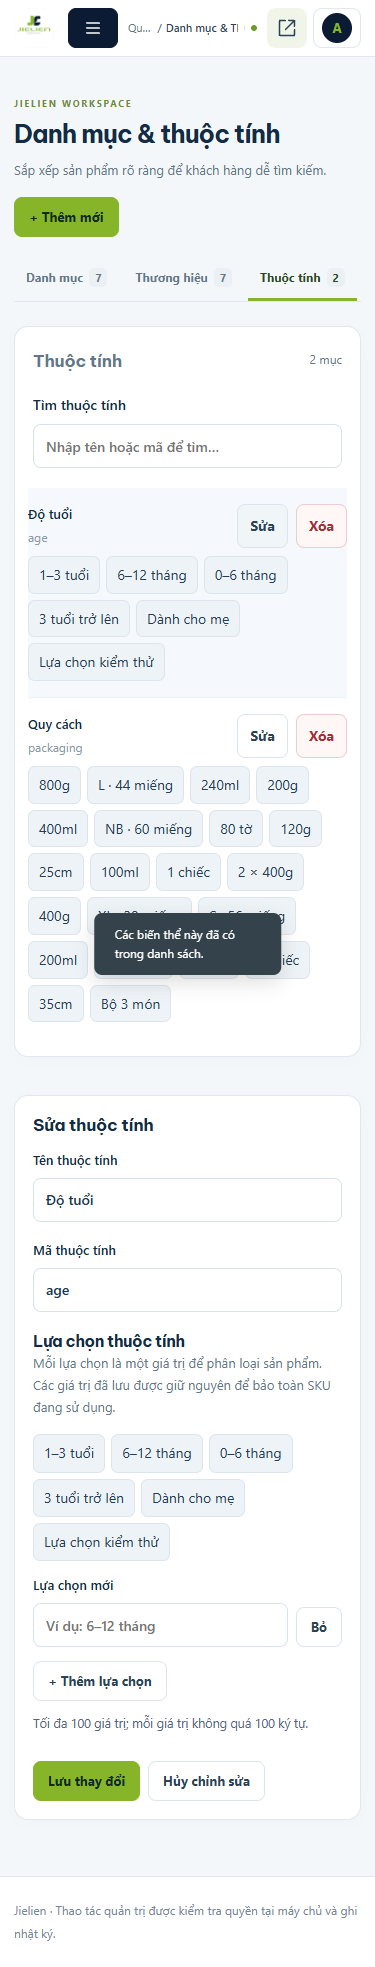 JIELIEN
Qu... / Danh mục & Tl
A
JIELIEN WORKSPACE
Danh mục & thuộc tính
Sắp xếp sản phẩm rõ ràng để khách hàng dễ tìm kiếm.
+ Thêm mới
Danh mục 7 Thương hiệu 7 Thuộc tính 2
Thuộc tính 2 mục
Tìm thuộc tính
Nhập tên hoặc mã để tìm...
Độ tuổi
age
Sửa Xóa
1–3 tuổi 6–12 tháng 0–6 tháng
3 tuổi trở lên Dành cho mẹ
Lựa chọn kiểm thử
Quy cách
packaging
Sửa Xóa
800g L · 44 miếng 240ml 200g
400ml NB · 60 miếng 80 tờ 120g
25cm 100ml 1 chiếc 2 × 400g
400g
Các biến thể này đã có
trong danh sách.
200ml iếc
35cm Bộ 3 món
Sửa thuộc tính
Tên thuộc tính
Độ tuổi
Mã thuộc tính
age
Lựa chọn thuộc tính
Mỗi lựa chọn là một giá trị để phân loại sản phẩm.
Các giá trị đã lưu được giữ nguyên để bảo toàn SKU
đang sử dụng.
1–3 tuổi 6–12 tháng 0–6 tháng
3 tuổi trở lên Dành cho mẹ
Lựa chọn kiểm thử
Lựa chọn mới
Ví dụ: 6–12 tháng Bỏ
+ Thêm lựa chọn
Tối đa 100 giá trị; mỗi giá trị không quá 100 ký tự.
Lưu thay đổi Hủy chỉnh sửa
Jielien · Thao tác quản trị được kiểm tra quyền tại máy chủ và ghi
nhật ký.